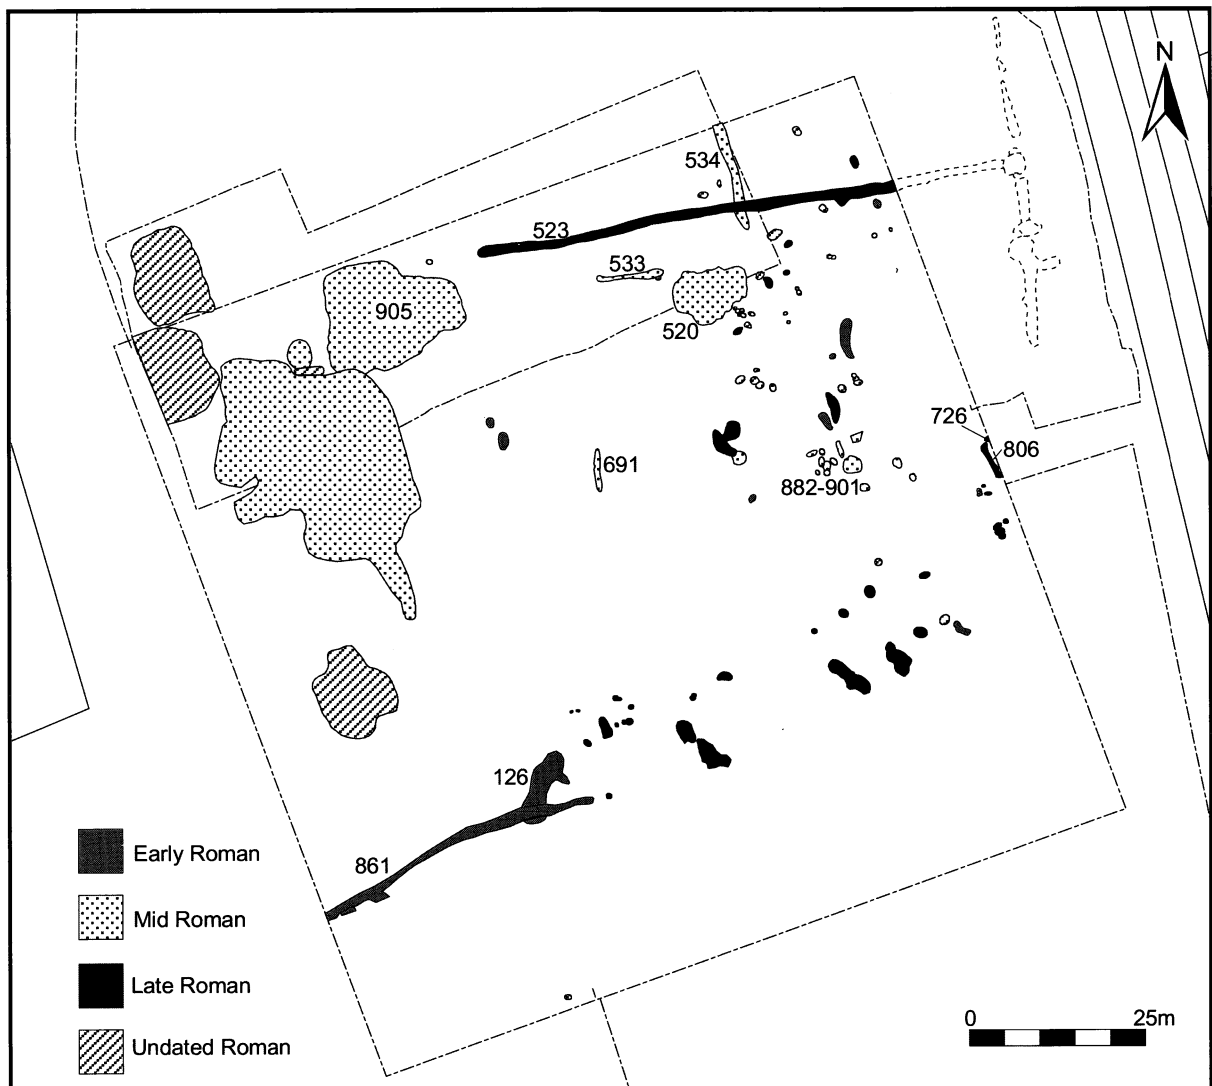 N
534
523
533
905
520
726
806
691
882-901
126
861
Early Roman
Mid Roman
Late Roman
Undated Roman
0 25m